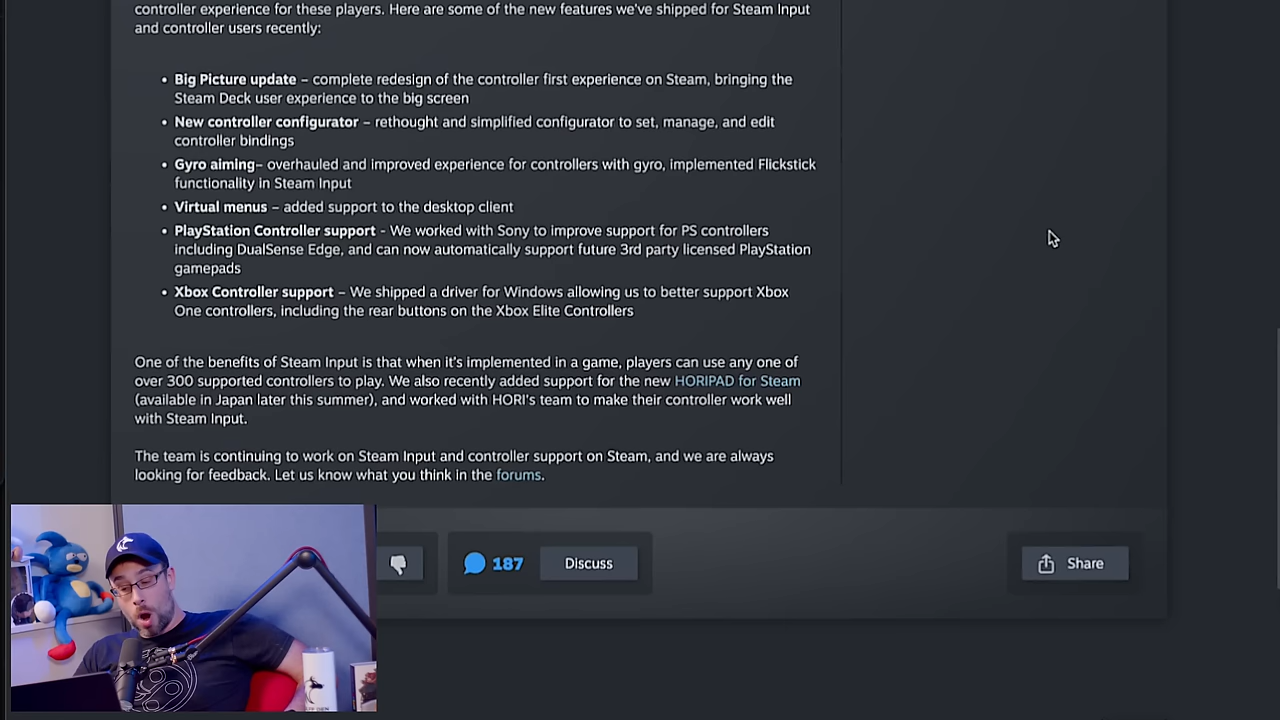 controller experience for these players. Here are some of the new features we've shipped for Steam Input
and controller users recently:
• Big Picture update – complete redesign of the controller first experience on Steam, bringing the
Steam Deck user experience to the big screen
• New controller configurator – rethought and simplified configurator to set, manage, and edit
controller bindings
• Gyro aiming– overhauled and improved experience for controllers with gyro, implemented Flickstick
functionality in Steam Input
• Virtual menus – added support to the desktop client
• PlayStation Controller support - We worked with Sony to improve support for PS controllers
including DualSense Edge, and can now automatically support future 3rd party licensed PlayStation
gamepads
• Xbox Controller support – We shipped a driver for Windows allowing us to better support Xbox
One controllers, including the rear buttons on the Xbox Elite Controllers
One of the benefits of Steam Input is that when it's implemented in a game, players can use any one of
over 300 supported controllers to play. We also recently added support for the new HORIPAD for Steam
(available in Japan later this summer), and worked with HORI's team to make their controller work well
with Steam Input.
The team is continuing to work on Steam Input and controller support on Steam, and we are always
looking for feedback. Let us know what you think in the forums.
187
Discuss
Share